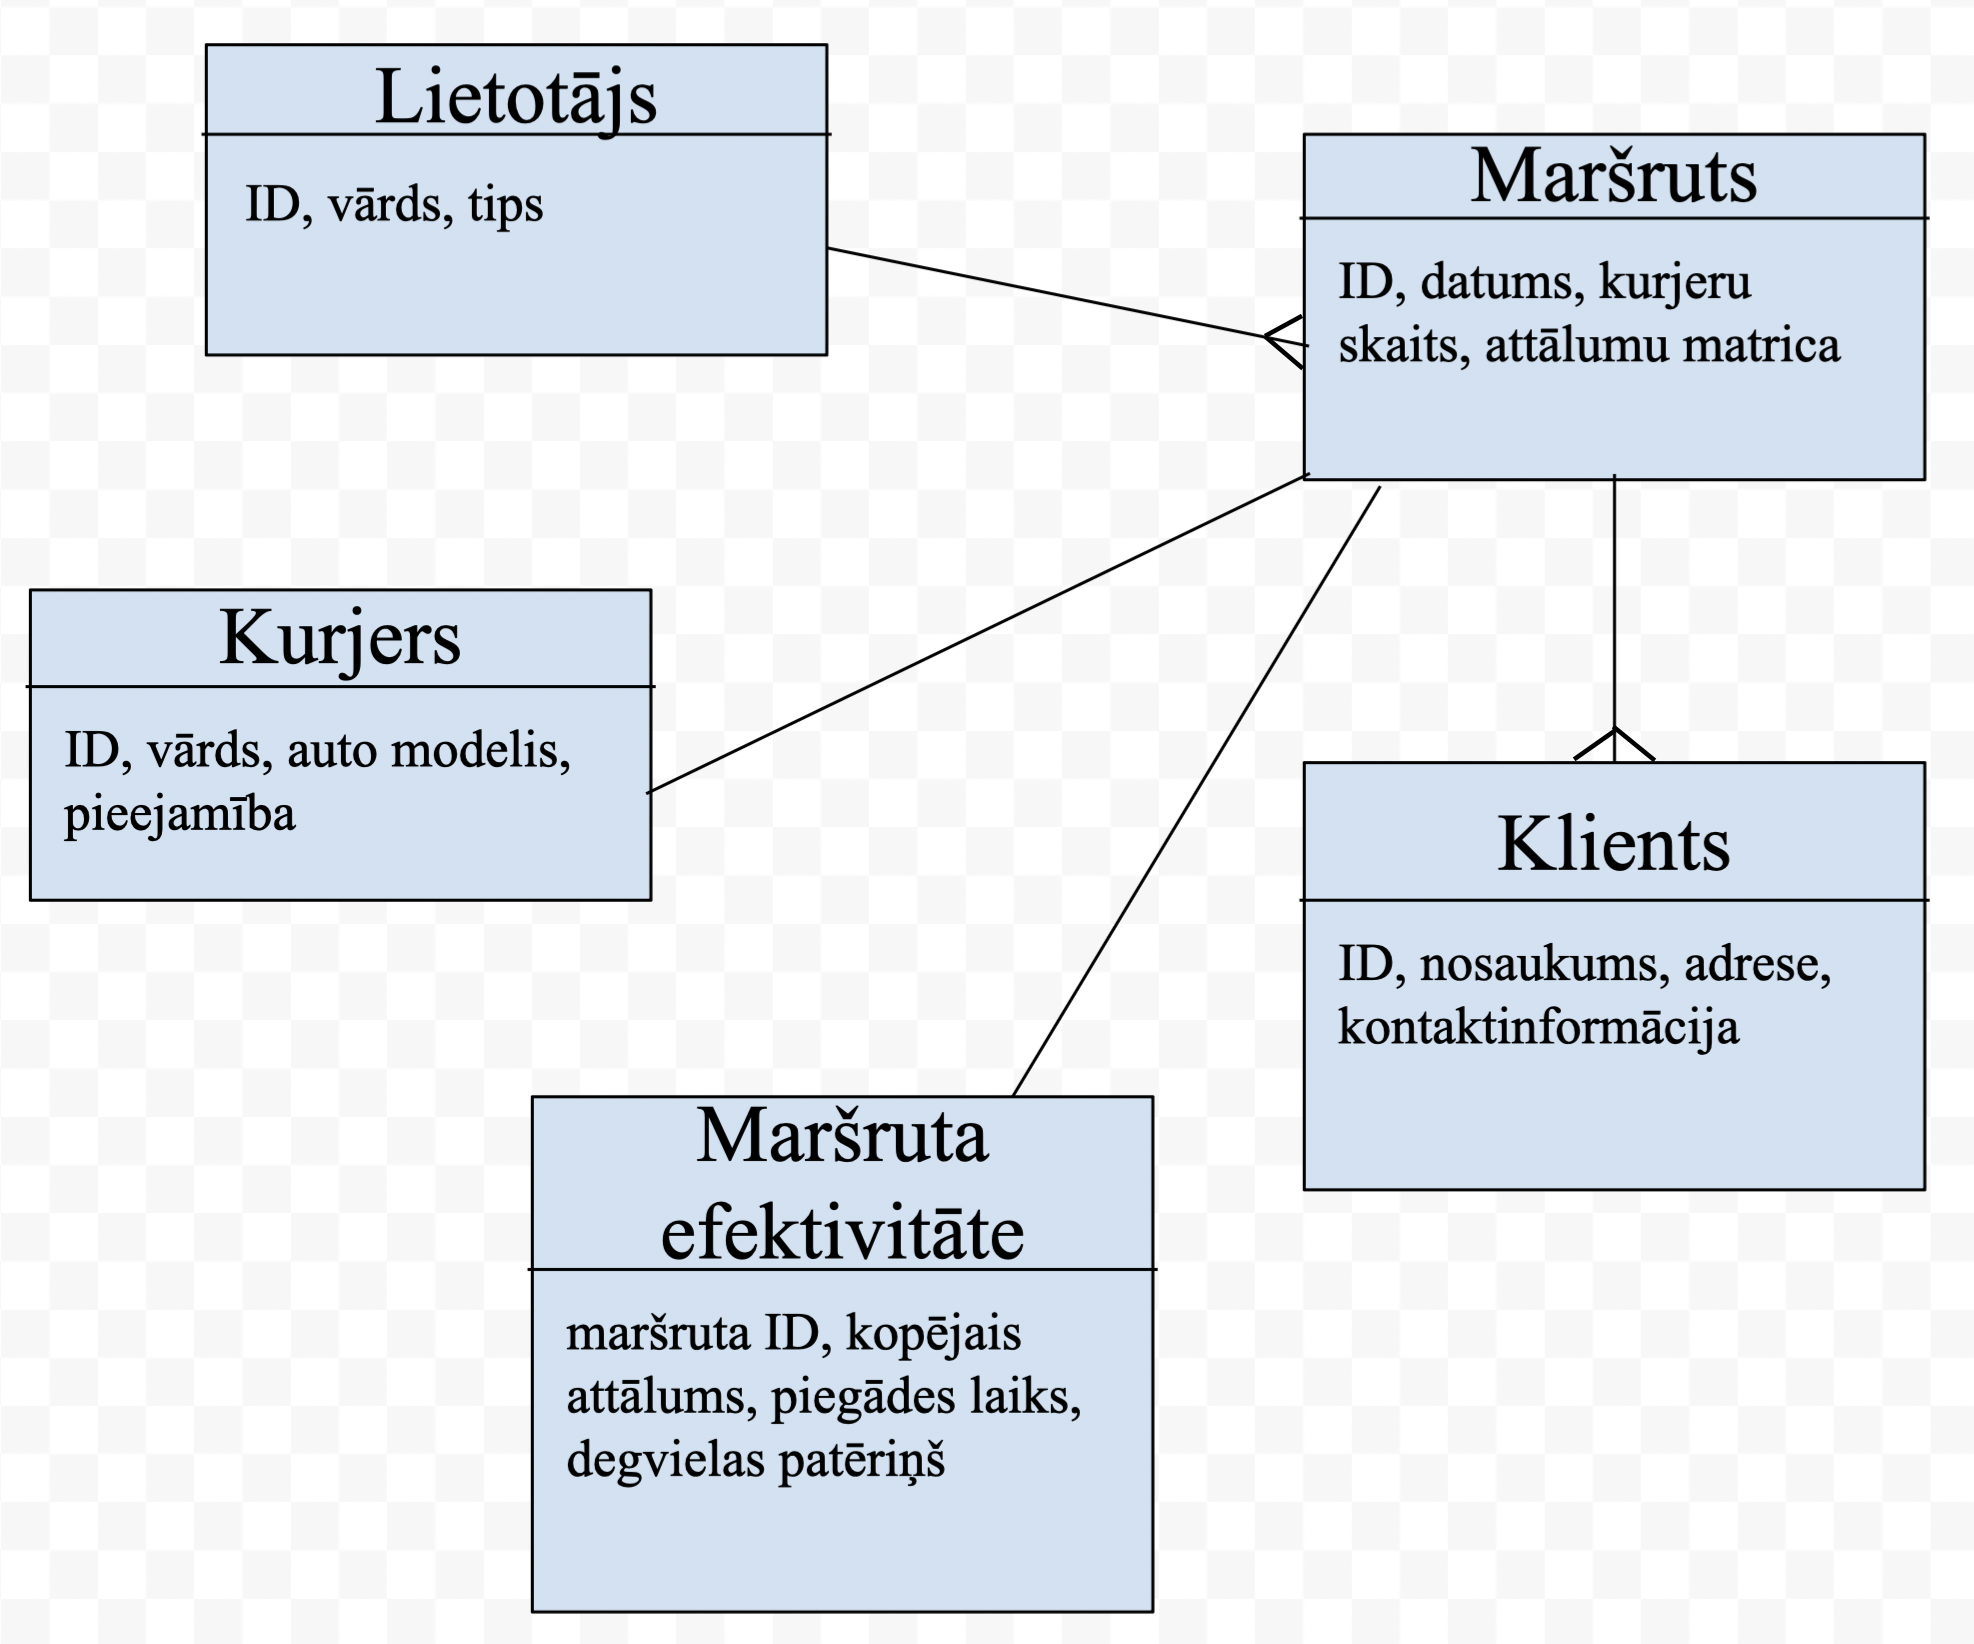 Lietotājs
ID, vārds, tips
Maršruts
ID, datums, kurjeru
skaits, attālumu matrica
Kurjers
ID, vārds, auto modelis,
pieejamība
Klients
ID, nosaukums, adrese,
kontaktinformācija
Maršruta
efektivitāte
maršruta ID, kopējais
attālums, piegādes laiks,
degvielas patēriņš